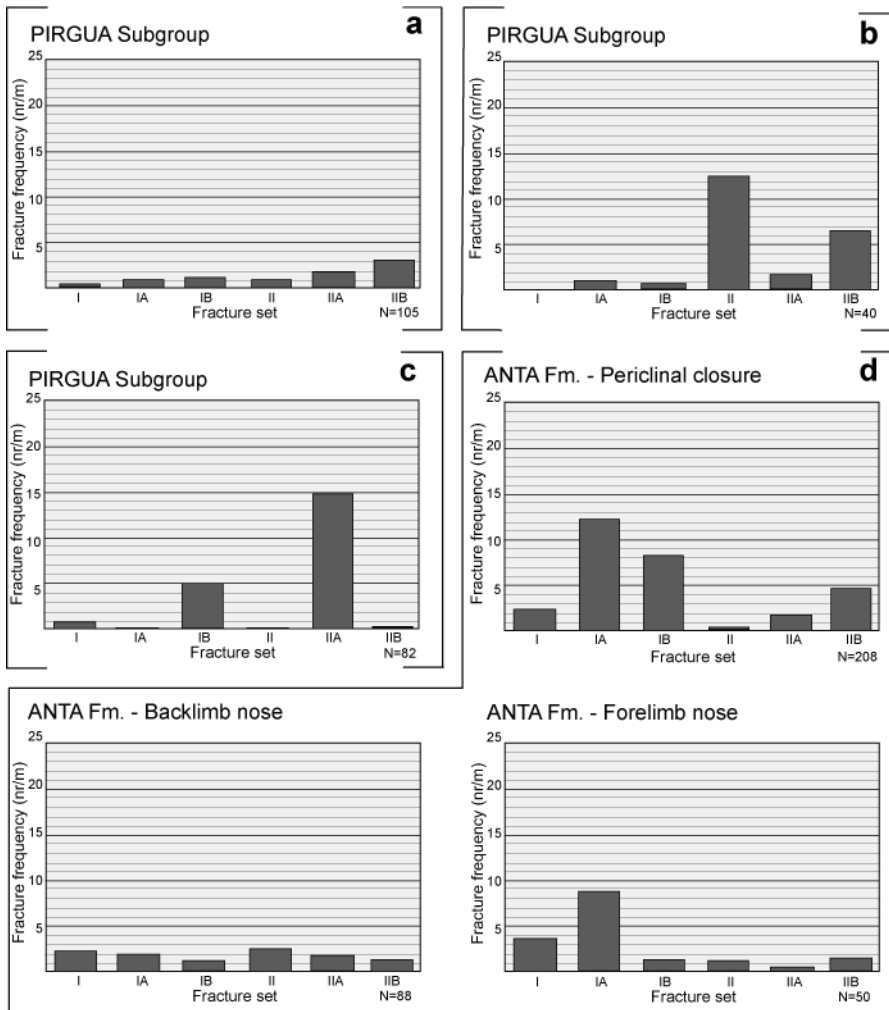 PIRGUA Subgroup
a
Fracture frequency (nr/m)
25
20
15
10
5
I IA IB II IIA IIB
Fracture set
N=105
PIRGUA Subgroup
b
Fracture frequency (nr/m)
25
20
15
10
5
I IA IB II IIA IIB
Fracture set
N=40
PIRGUA Subgroup
c
Fracture frequency (nr/m)
25
20
15
10
5
I IA IB II IIA IIB
Fracture set
N=82
ANTA Fm. - Periclinal closure
d
Fracture frequency (nr/m)
25
20
15
10
5
I IA IB II IIA IIB
Fracture set
N=208
ANTA Fm. - Backlimb nose
Fracture frequency (nr/m)
25
20
15
10
5
I IA IB II IIA IIB
Fracture set
N=88
ANTA Fm. - Forelimb nose
Fracture frequency (nr/m)
25
20
15
10
5
I IA IB II IIA IIB
Fracture set
N=50